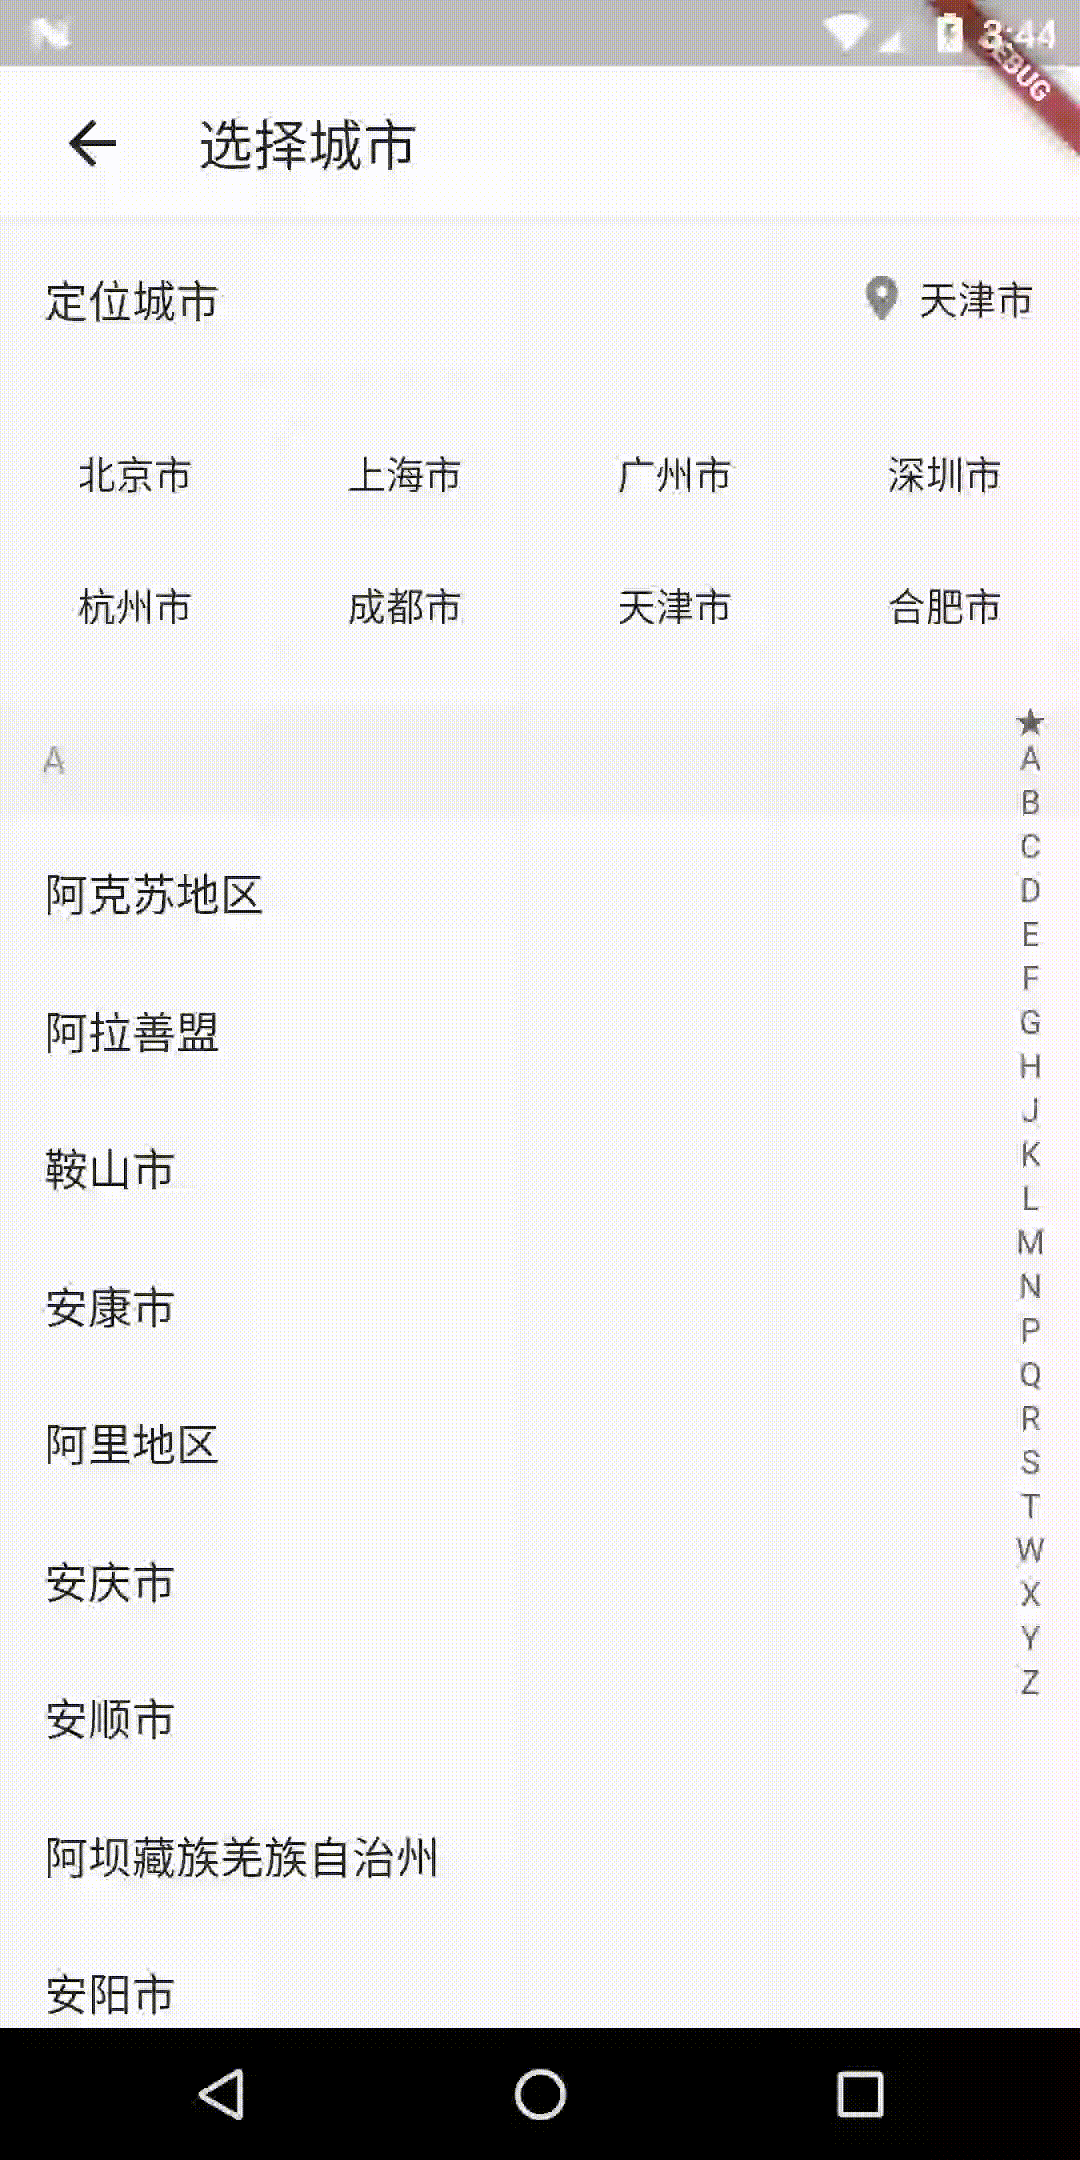 3:44
DEBUG
选择城市
定位城市 天津市
北京市 上海市 广州市 深圳市
杭州市 成都市 天津市 合肥市
★
A A
B
阿克苏地区 C
D
E
F
阿拉善盟 G
H
J
鞍山市 K
L
M
安康市 N
P
Q
阿里地区 R
S
T
安庆市 W
X
Y
安顺市 Z
阿坝藏族羌族自治州
安阳市